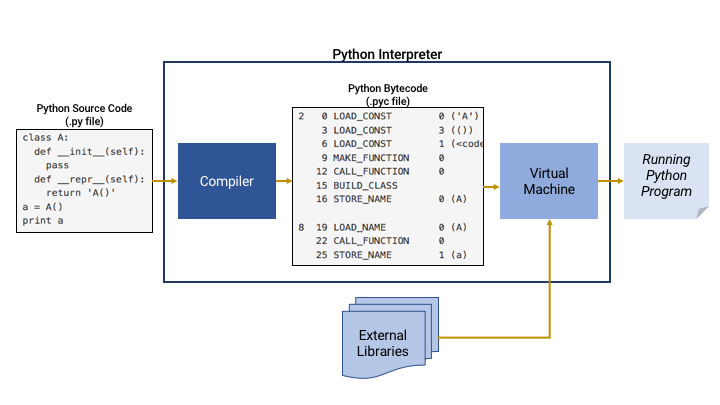 Python Interpreter
Python Source Code
(.py file)
class A:
  def __init__(self):
    pass
  def __repr__(self):
    return 'A()'
a = A()
print a
Compiler
Python Bytecode
(.pyc file)
2   0 LOAD_CONST        0 ('A')
    3 LOAD_CONST        3 (())
    6 LOAD_CONST        1 (<code
    9 MAKE_FUNCTION     0
   12 CALL_FUNCTION     0
   15 BUILD_CLASS
   16 STORE_NAME        0 (A)
8  19 LOAD_NAME         0 (A)
   22 CALL_FUNCTION     0
   25 STORE_NAME        1 (a)
Virtual
Machine
Running
Python
Program
External
Libraries